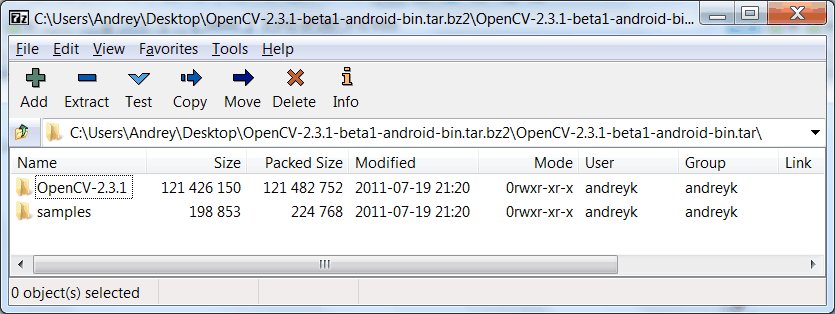 7z C:\Users\Andrey\Desktop\OpenCV-2.3.1-beta1-android-bin.tar.bz2\OpenCV-2.3.1-beta1-android-bi...
File Edit View Favorites Tools Help
Add Extract Test Copy Move Delete Info
C:\Users\Andrey\Desktop\OpenCV-2.3.1-beta1-android-bin.tar.bz2\OpenCV-2.3.1-beta1-android-bin.tar\
Name Size Packed Size Modified Mode User Group Link
OpenCV-2.3.1 121 426 150 121 482 752 2011-07-19 21:20 0rwxr-xr-x andreyk andreyk
samples 198 853 224 768 2011-07-19 21:20 0rwxr-xr-x andreyk andreyk
0 object(s) selected